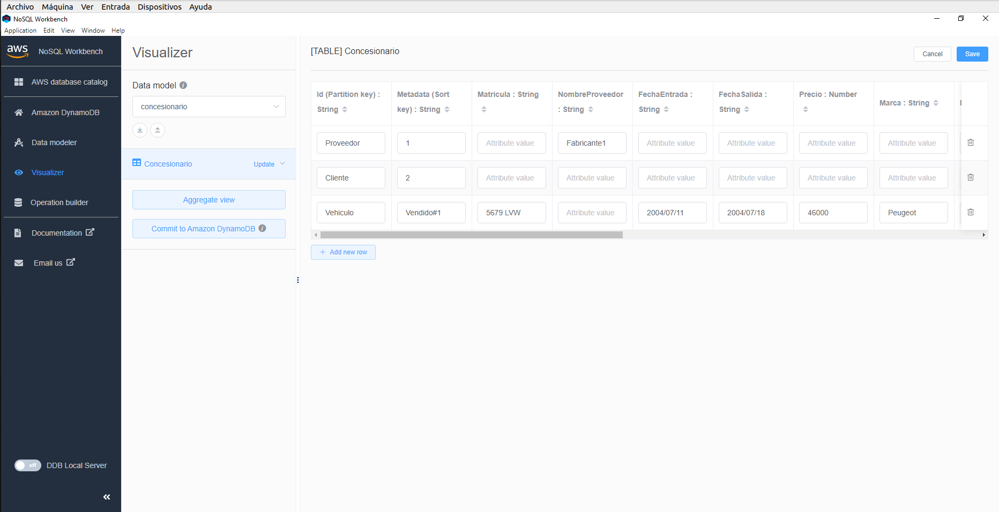 Archivo Máquina Ver Entrada Dispositivos Ayuda
NoSQL Workbench
Application Edit View Window Help
aws NoSQL Workbench
AWS database catalog
Amazon DynamoDB
Data modeler
Visualizer
Operation builder
Documentation
Email us
off DDB Local Server
Visualizer
Data model
concesionario
Concesionario Update
Aggregate view
Commit to Amazon DynamoDB
[TABLE] Concesionario
Cancel Save
Id (Partition key) : String
Metadata (Sort key) : String
Matricula : String
NombreProveedor : String
FechaEntrada : String
FechaSalida : String
Precio : Number
Marca : String
Proveedor 1 Attribute value Fabricante1 Attribute value Attribute value Attribute value Attribute value
Cliente 2 Attribute value Attribute value Attribute value Attribute value Attribute value Attribute value
Vehiculo Vendido#1 5679 LVW Attribute value 2004/07/11 2004/07/18 46000 Peugeot
+ Add new row